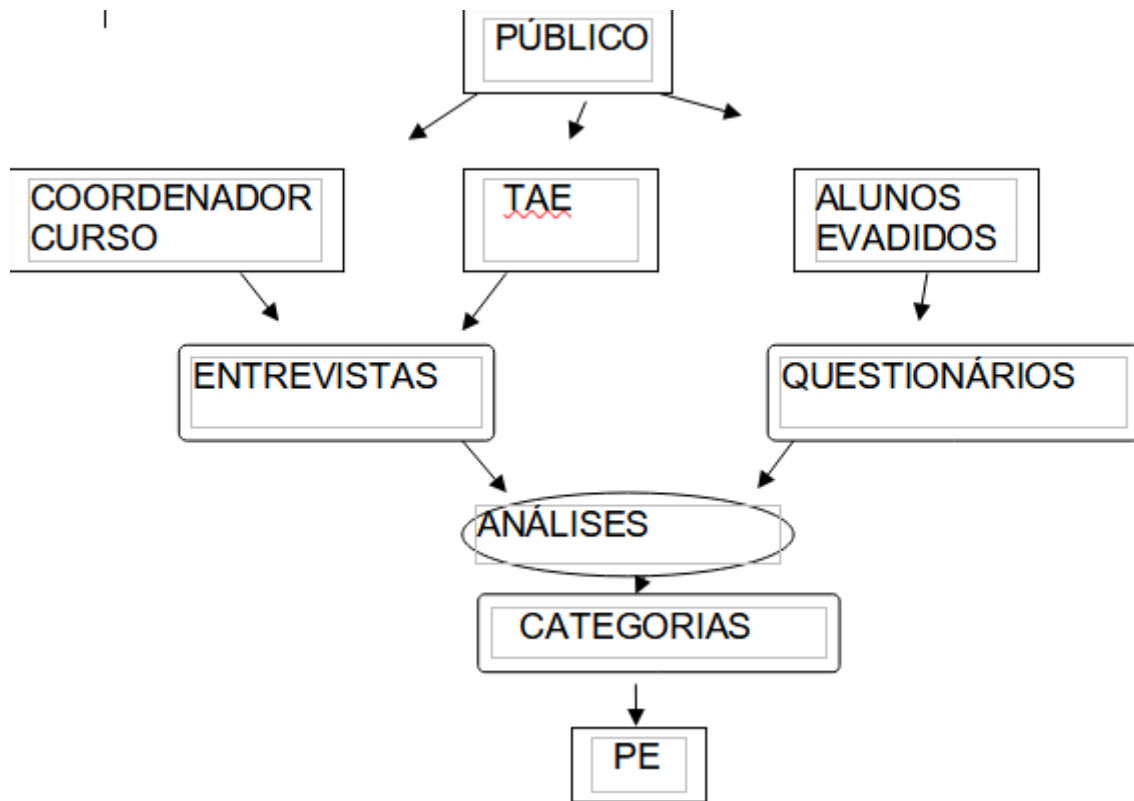 PÚBLICO
COORDENADOR
CURSO
TAE
ALUNOS
EVADIDOS
ENTREVISTAS
QUESTIONÁRIOS
ANÁLISES
CATEGORIAS
PE